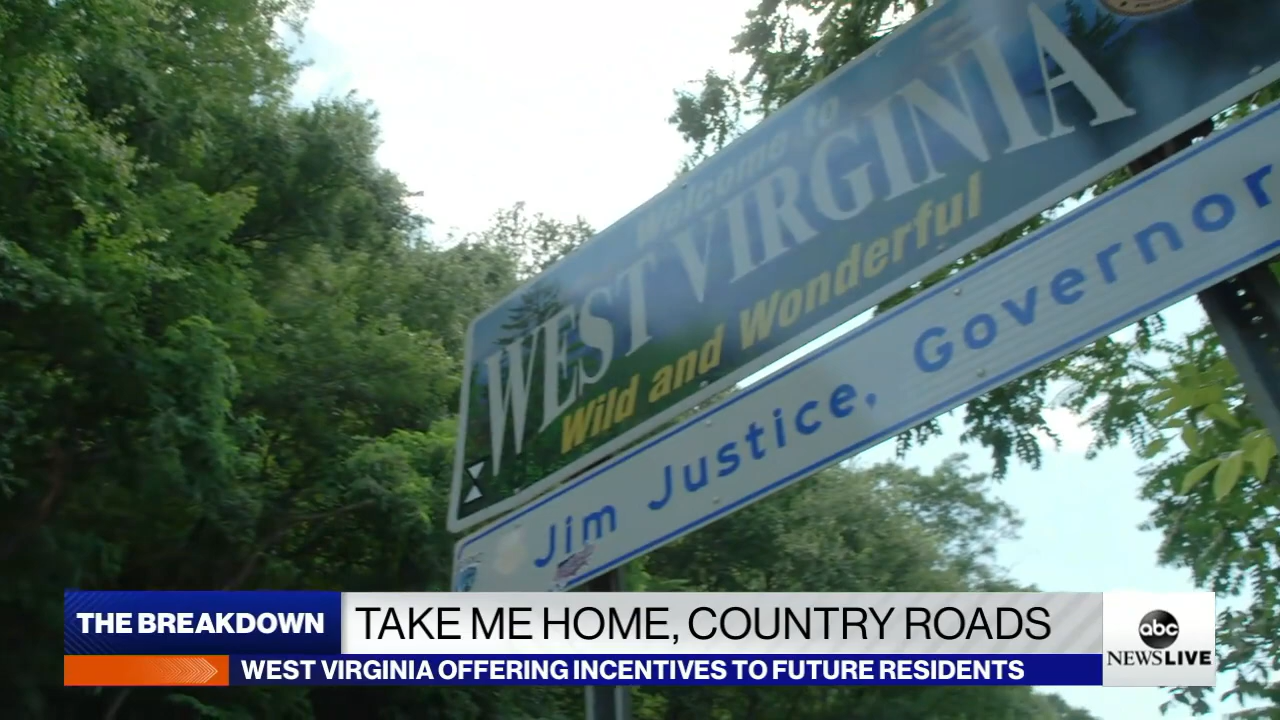 Welcome to
WEST VIRGINIA
Wild and Wonderful
Jim Justice, Governor
THE BREAKDOWN
TAKE ME HOME, COUNTRY ROADS
WEST VIRGINIA OFFERING INCENTIVES TO FUTURE RESIDENTS
abc
NEWS LIVE